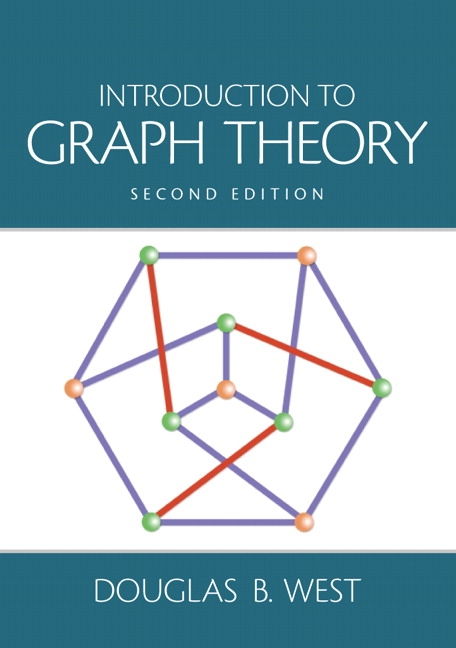 INTRODUCTION TO
GRAPH THEORY
SECOND EDITION
DOUGLAS B. WEST